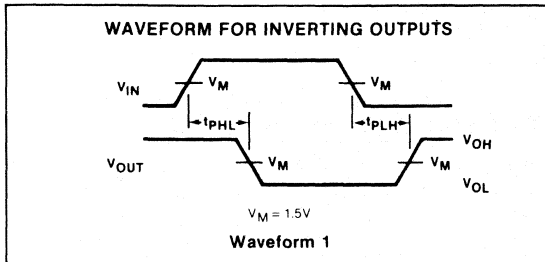 WAVEFORM FOR INVERTING OUTPUTS
VIN
VM
VM
tPHL
tPLH
VOUT
VM
VM
VOH
VOL
VM = 1.5V
Waveform 1